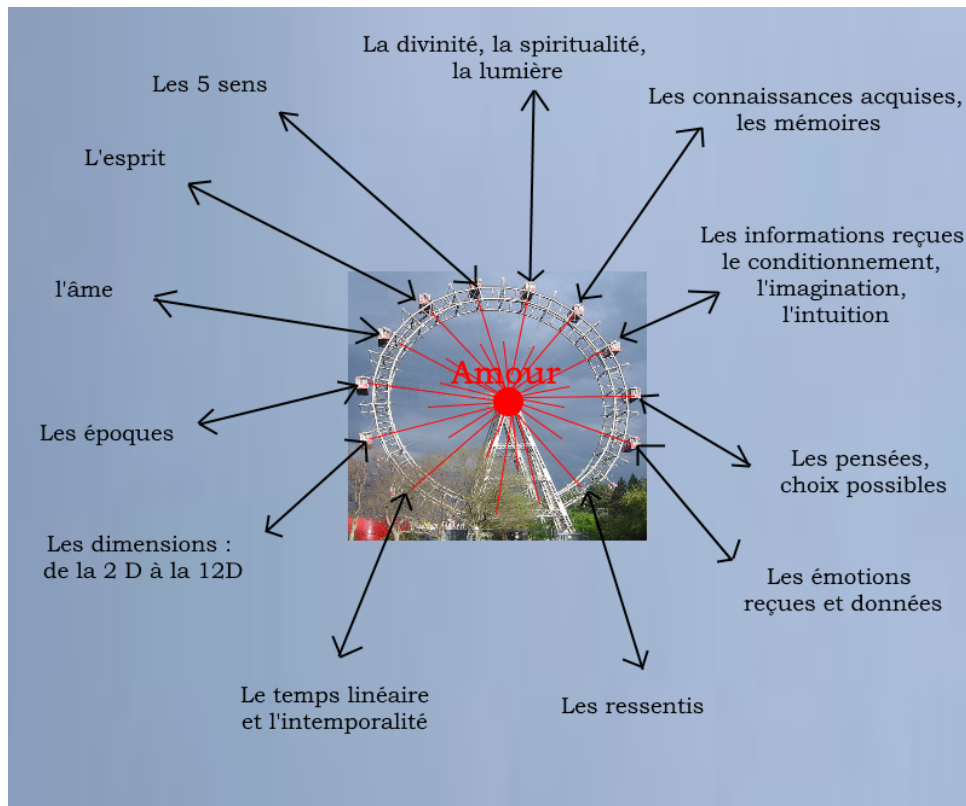 La divinité, la spiritualité,
la lumière
Les 5 sens
Les connaissances acquises,
les mémoires
L'esprit
Les informations reçues
le conditionnement,
l'imagination,
l'intuition
l'âme
Amour
Les époques
Les pensées,
choix possibles
Les dimensions :
de la 2 D à la 12D
Les émotions
reçues et données
Le temps linéaire
et l'intemporalité
Les ressentis